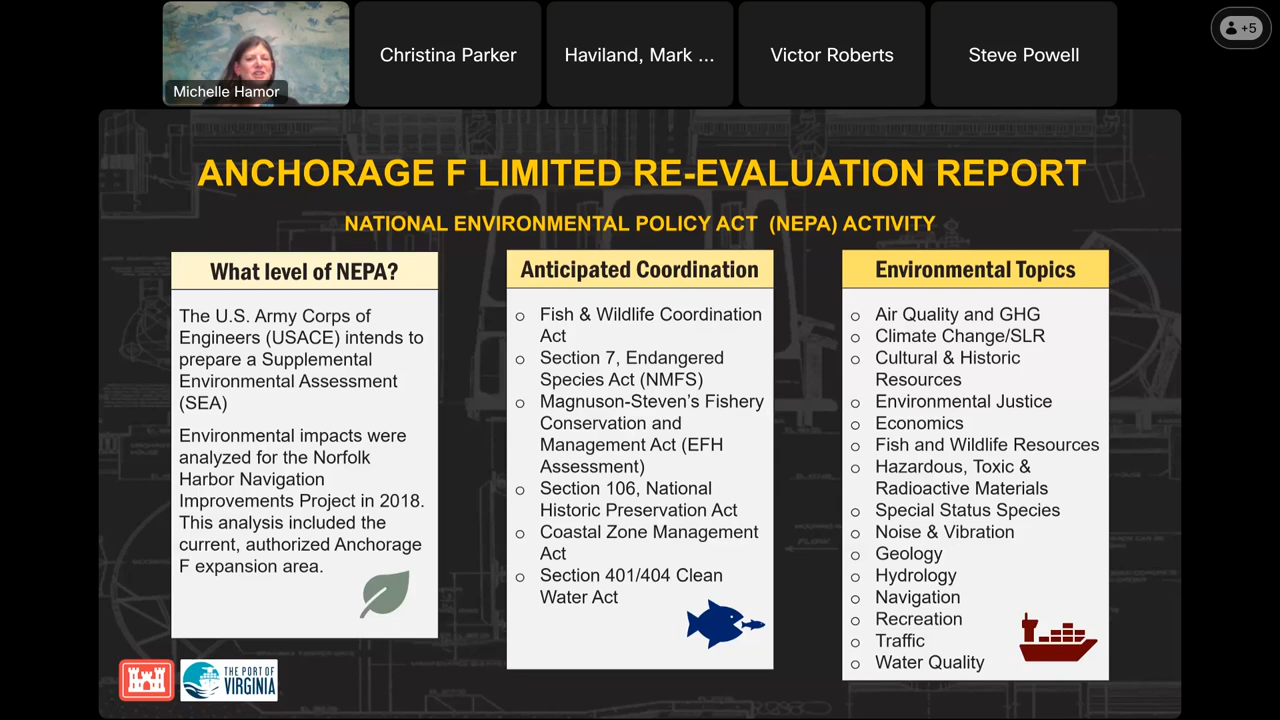 Michelle Hamor
Christina Parker
Haviland, Mark ...
Victor Roberts
Steve Powell
+5
ANCHORAGE F LIMITED RE-EVALUATION REPORT
NATIONAL ENVIRONMENTAL POLICY ACT (NEPA) ACTIVITY
What level of NEPA?
The U.S. Army Corps of
Engineers (USACE) intends to
prepare a Supplemental
Environmental Assessment
(SEA)
Environmental impacts were
analyzed for the Norfolk
Harbor Navigation
Improvements Project in 2018.
This analysis included the
current, authorized Anchorage
F expansion area.
Anticipated Coordination
o Fish & Wildlife Coordination
Act
o Section 7, Endangered
Species Act (NMFS)
o Magnuson-Steven's Fishery
Conservation and
Management Act (EFH
Assessment)
o Section 106, National
Historic Preservation Act
o Coastal Zone Management
Act
o Section 401/404 Clean
Water Act
Environmental Topics
o Air Quality and GHG
o Climate Change/SLR
o Cultural & Historic
Resources
o Environmental Justice
o Economics
o Fish and Wildlife Resources
o Hazardous, Toxic &
Radioactive Materials
o Special Status Species
o Noise & Vibration
o Geology
o Hydrology
o Navigation
o Recreation
o Traffic
o Water Quality
THE PORT OF
VIRGINIA